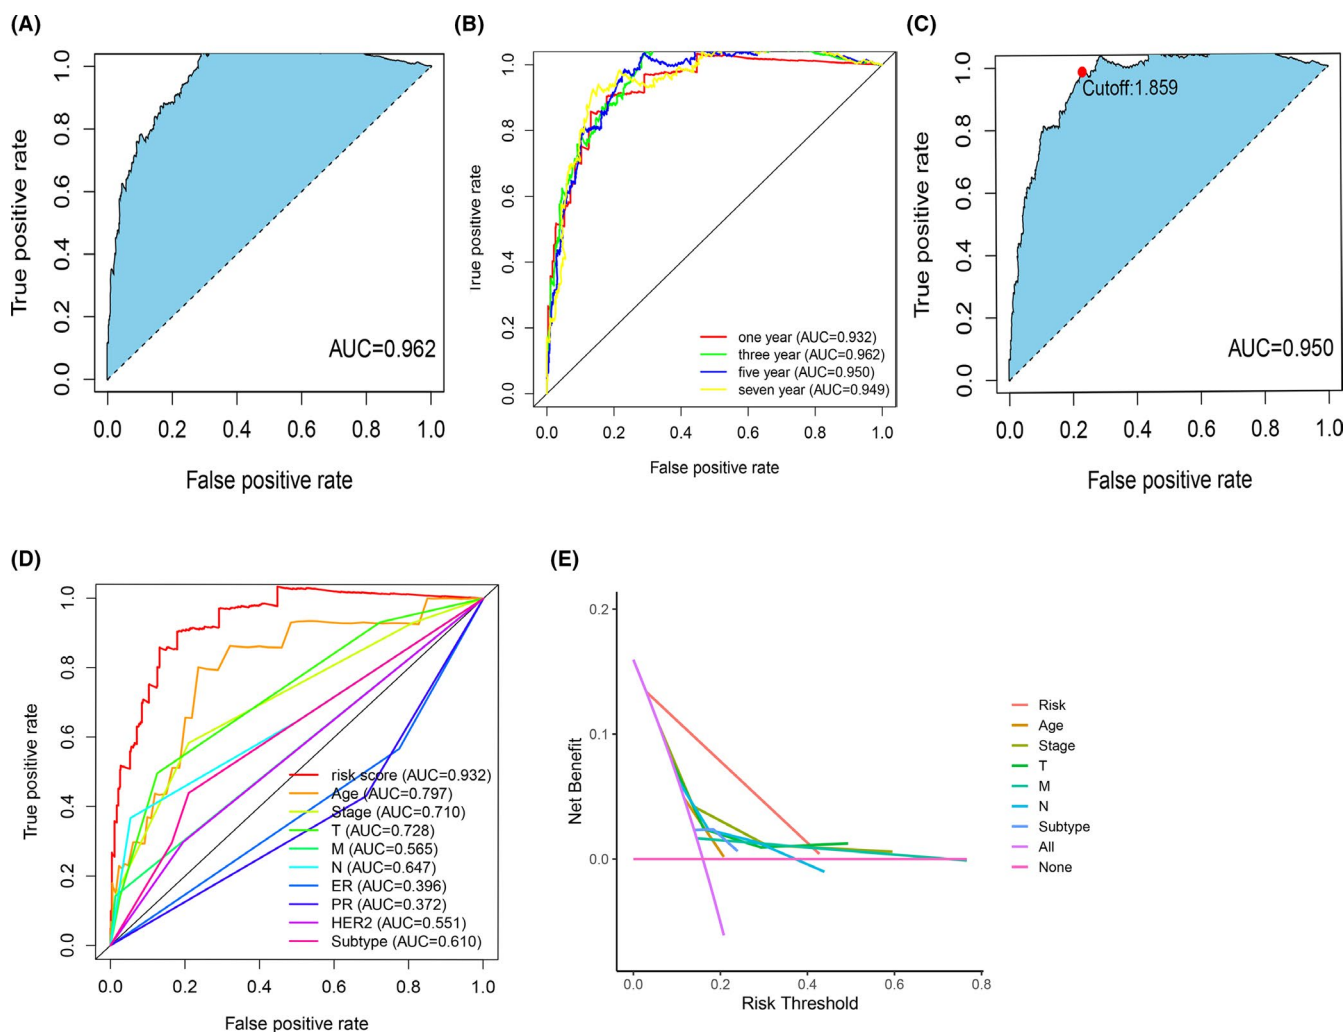 (A)
True positive rate
1.0
0.8
0.6
0.4
0.2
0.0
AUC=0.962
0.0 0.2 0.4 0.6 0.8 1.0
False positive rate
(B)
True positive rate
1.0
0.8
0.6
0.4
0.2
0.0
one year (AUC=0.932)
three year (AUC=0.962)
five year (AUC=0.950)
seven year (AUC=0.949)
0.0 0.2 0.4 0.6 0.8 1.0
False positive rate
(C)
True positive rate
1.0
0.8
0.6
0.4
0.2
0.0
Cutoff:1.859
AUC=0.950
0.0 0.2 0.4 0.6 0.8 1.0
False positive rate
(D)
True positive rate
1.0
0.8
0.6
0.4
0.2
0.0
risk score (AUC=0.932)
Age (AUC=0.797)
Stage (AUC=0.710)
T (AUC=0.728)
M (AUC=0.565)
N (AUC=0.647)
ER (AUC=0.396)
PR (AUC=0.372)
HER2 (AUC=0.551)
Subtype (AUC=0.610)
0.0 0.2 0.4 0.6 0.8 1.0
False positive rate
(E)
Net Benefit
0.2
0.1
0.0
0.0 0.2 0.4 0.6 0.8
Risk Threshold
Risk
Age
Stage
T
M
N
Subtype
All
None